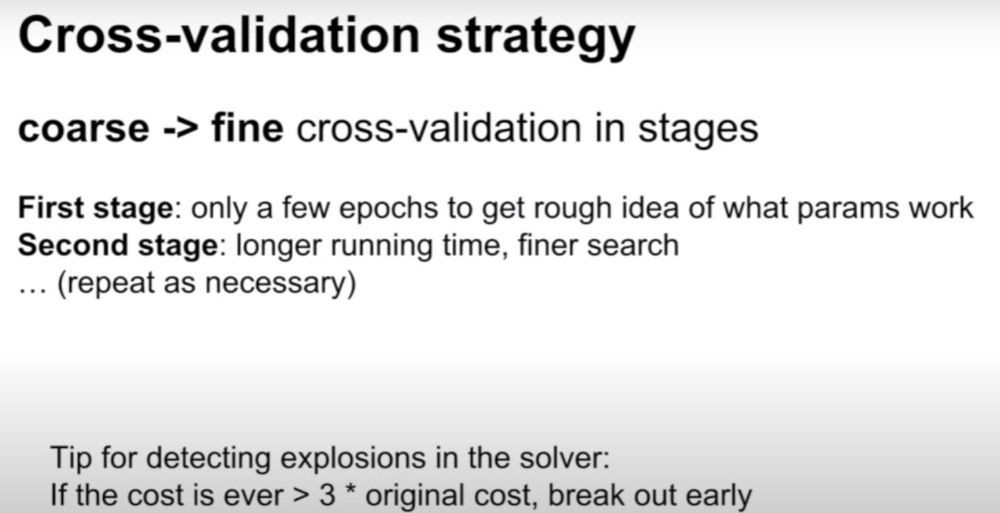 Cross-validation strategy
coarse -> fine cross-validation in stages
First stage: only a few epochs to get rough idea of what params work
Second stage: longer running time, finer search
… (repeat as necessary)
Tip for detecting explosions in the solver:
If the cost is ever > 3 * original cost, break out early